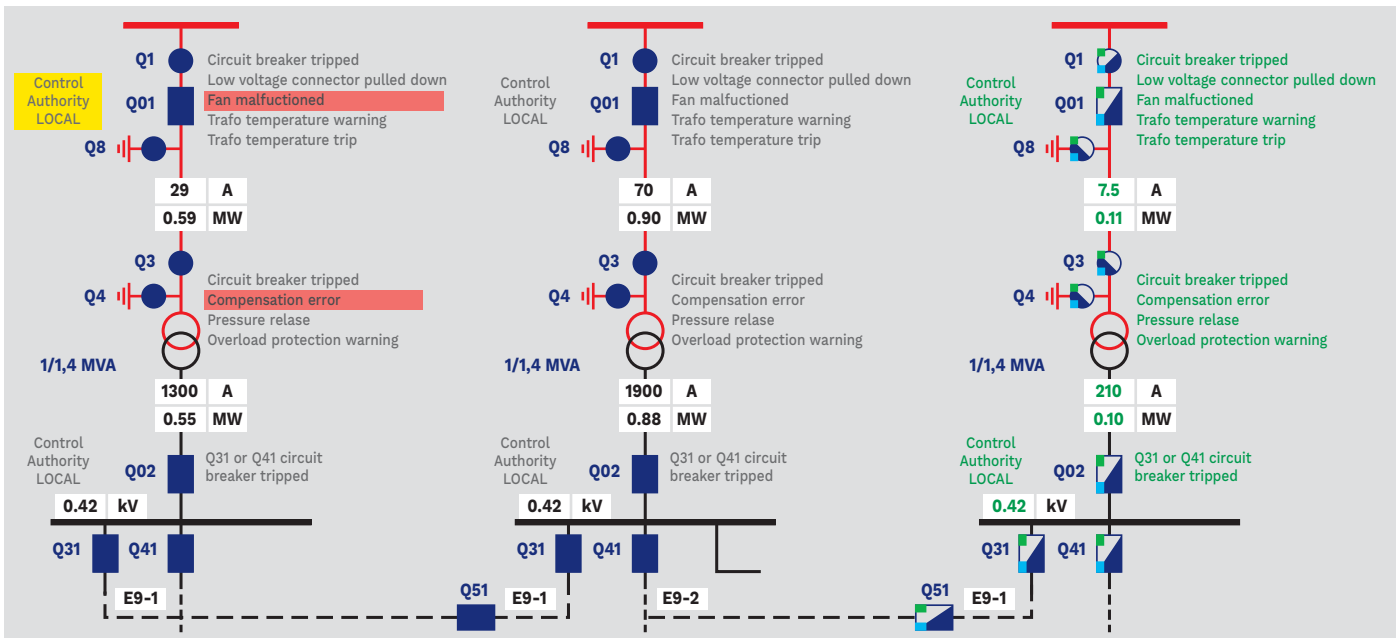 Q1
Circuit breaker tripped
Low voltage connector pulled down
Control
Authority
LOCAL
Q01
Fan malfuctioned
Trafo temperature warning
Trafo temperature trip
Q8
29 A
0.59 MW
Q3
Circuit breaker tripped
Q4
Compensation error
Pressure relase
Overload protection warning
1/1,4 MVA
1300 A
0.55 MW
Control
Authority
LOCAL
Q02
Q31 or Q41 circuit
breaker tripped
0.42 kV
Q31
Q41
E9-1
Q51
Q1
Circuit breaker tripped
Low voltage connector pulled down
Control
Authority
LOCAL
Q01
Fan malfuctioned
Trafo temperature warning
Trafo temperature trip
Q8
70 A
0.90 MW
Q3
Circuit breaker tripped
Q4
Compensation error
Pressure relase
Overload protection warning
1/1,4 MVA
1900 A
0.88 MW
Control
Authority
LOCAL
Q02
Q31 or Q41 circuit
breaker tripped
0.42 kV
Q31
Q41
E9-1
E9-2
Q51
Q1
Circuit breaker tripped
Low voltage connector pulled down
Control
Authority
LOCAL
Q01
Fan malfuctioned
Trafo temperature warning
Trafo temperature trip
Q8
7.5 A
0.11 MW
Q3
Circuit breaker tripped
Q4
Compensation error
Pressure relase
Overload protection warning
1/1,4 MVA
210 A
0.10 MW
Control
Authority
LOCAL
Q02
Q31 or Q41 circuit
breaker tripped
0.42 kV
Q31
Q41
E9-1